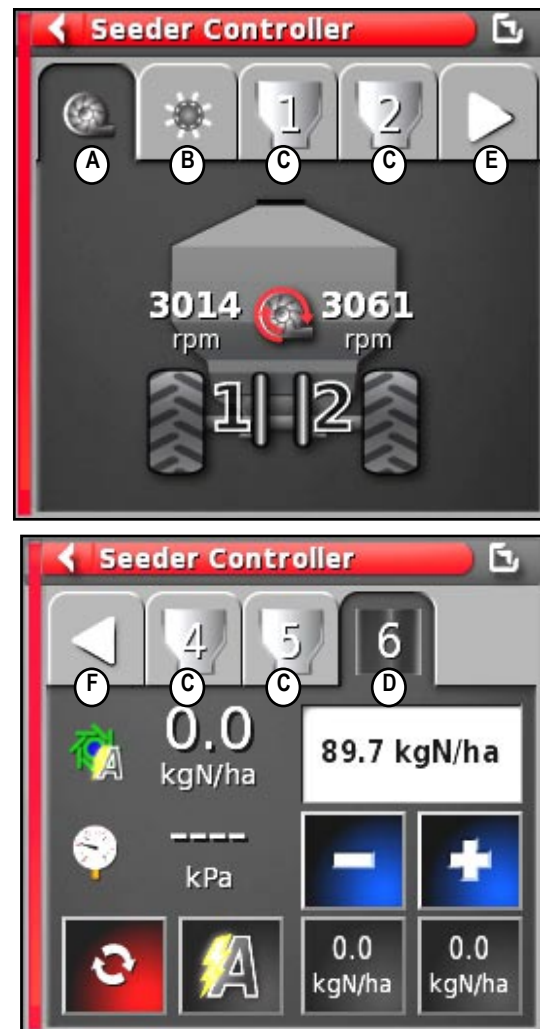 Seeder Controller
1 2
A B C C E
3014 3061
rpm rpm
1 2
Seeder Controller
4 5 6
F C C D
0.0
kgN/ha
89.7 kgN/ha
----
kPa
A
0.0 0.0
kgN/ha kgN/ha